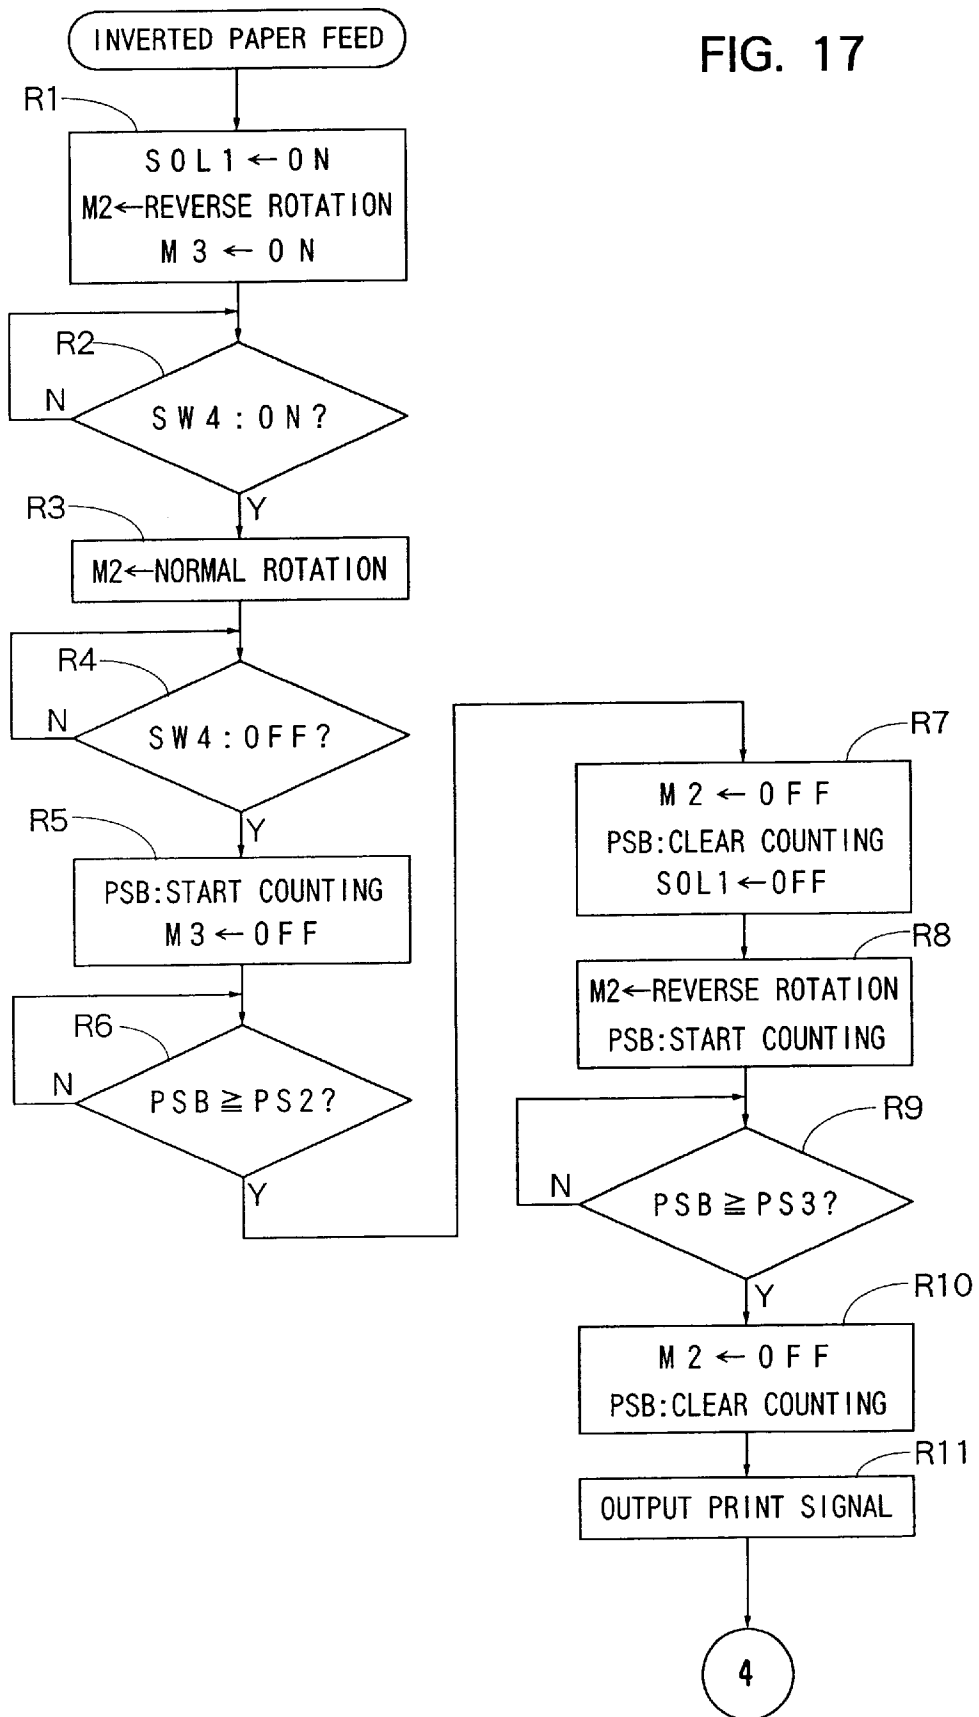 INVERTED PAPER FEED
FIG. 17
R1
SOL1←ON
M2←REVERSE ROTATION
M3←ON
R2
N
SW4:ON?
Y
R3
M2←NORMAL ROTATION
R4
N
SW4:OFF?
Y
R5
PSB:START COUNTING
M3←OFF
R6
N
PSB≧PS2?
Y
R7
M2←OFF
PSB:CLEAR COUNTING
SOL1←OFF
R8
M2←REVERSE ROTATION
PSB:START COUNTING
R9
N
PSB≧PS3?
Y
R10
M2←OFF
PSB:CLEAR COUNTING
R11
OUTPUT PRINT SIGNAL
4